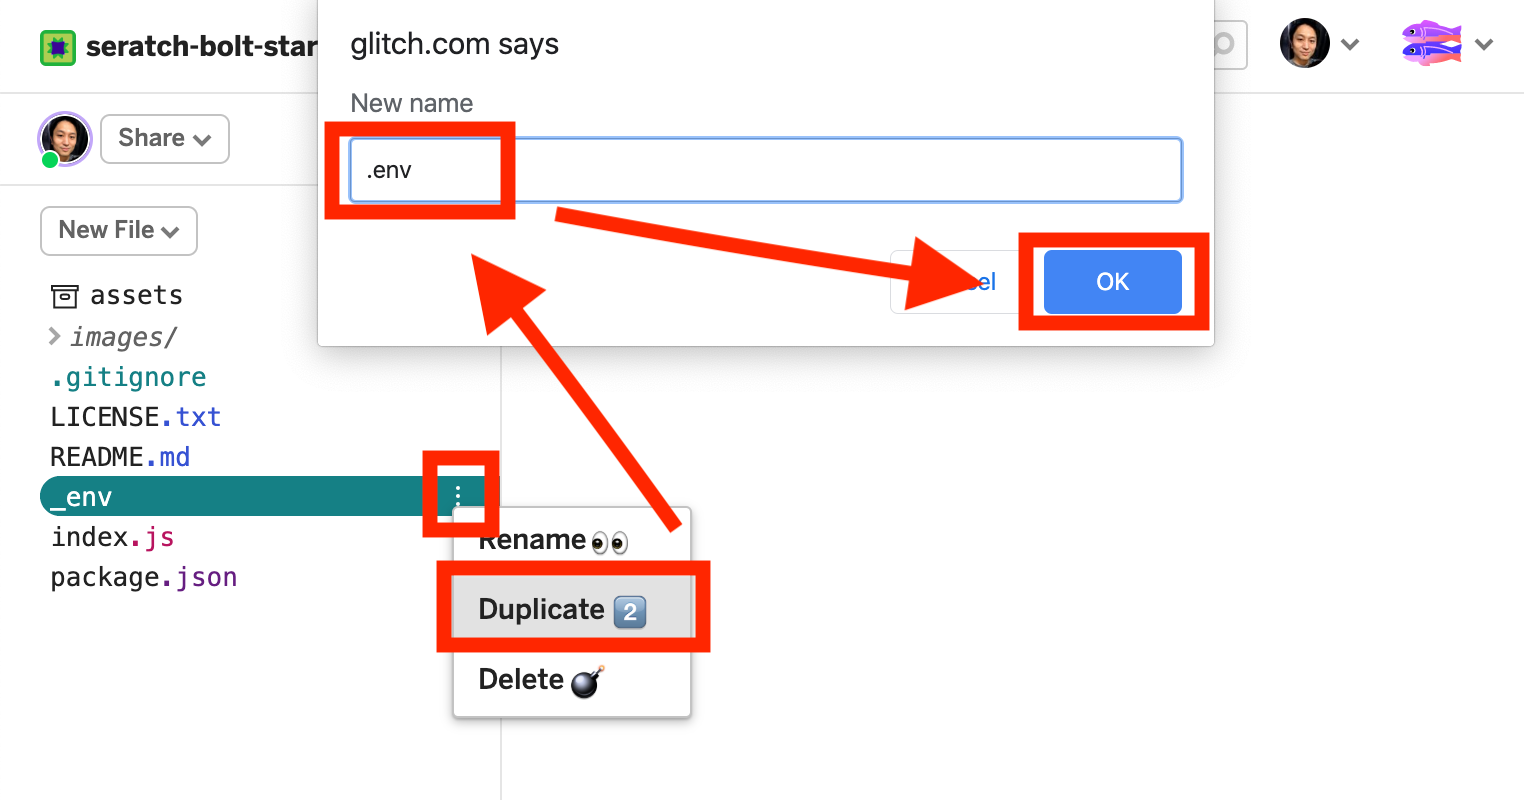 seratch-bolt-star
glitch.com says
New name
.env
OK
Share
New File
assets
images/
.gitignore
LICENSE.txt
README.md
_env
index.js
package.json
Rename
Duplicate 2
Delete